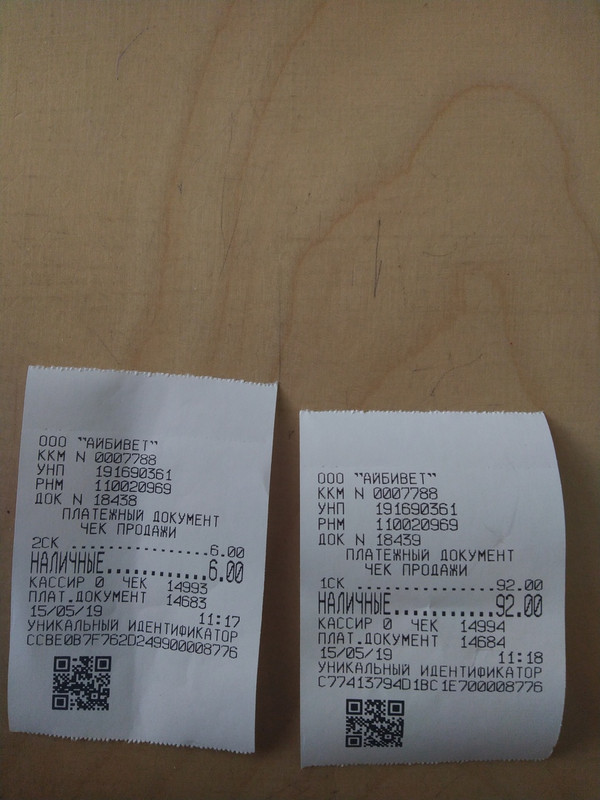 ООО "АЙБИВЕТ"
ККМ N 0007788
УНП 191690361
РНМ 110020969
ДОК N 18438
ПЛАТЕЖНЫЙ ДОКУМЕНТ
ЧЕК ПРОДАЖИ
2СК ..................6.00
НАЛИЧНЫЕ............6.00
КАССИР 0 ЧЕК 14993
ПЛАТ.ДОКУМЕНТ 14683
15/05/19 11:17
УНИКАЛЬНЫЙ ИДЕНТИФИКАТОР
CCBE0B7F762D249900008776
ООО "АЙБИВЕТ"
ККМ N 0007788
УНП 191690361
РНМ 110020969
ДОК N 18439
ПЛАТЕЖНЫЙ ДОКУМЕНТ
ЧЕК ПРОДАЖИ
1СК ..................92.00
НАЛИЧНЫЕ............92.00
КАССИР 0 ЧЕК 14994
ПЛАТ.ДОКУМЕНТ 14684
15/05/19 11:18
УНИКАЛЬНЫЙ ИДЕНТИФИКАТОР
C77413794D1BC1E700008776